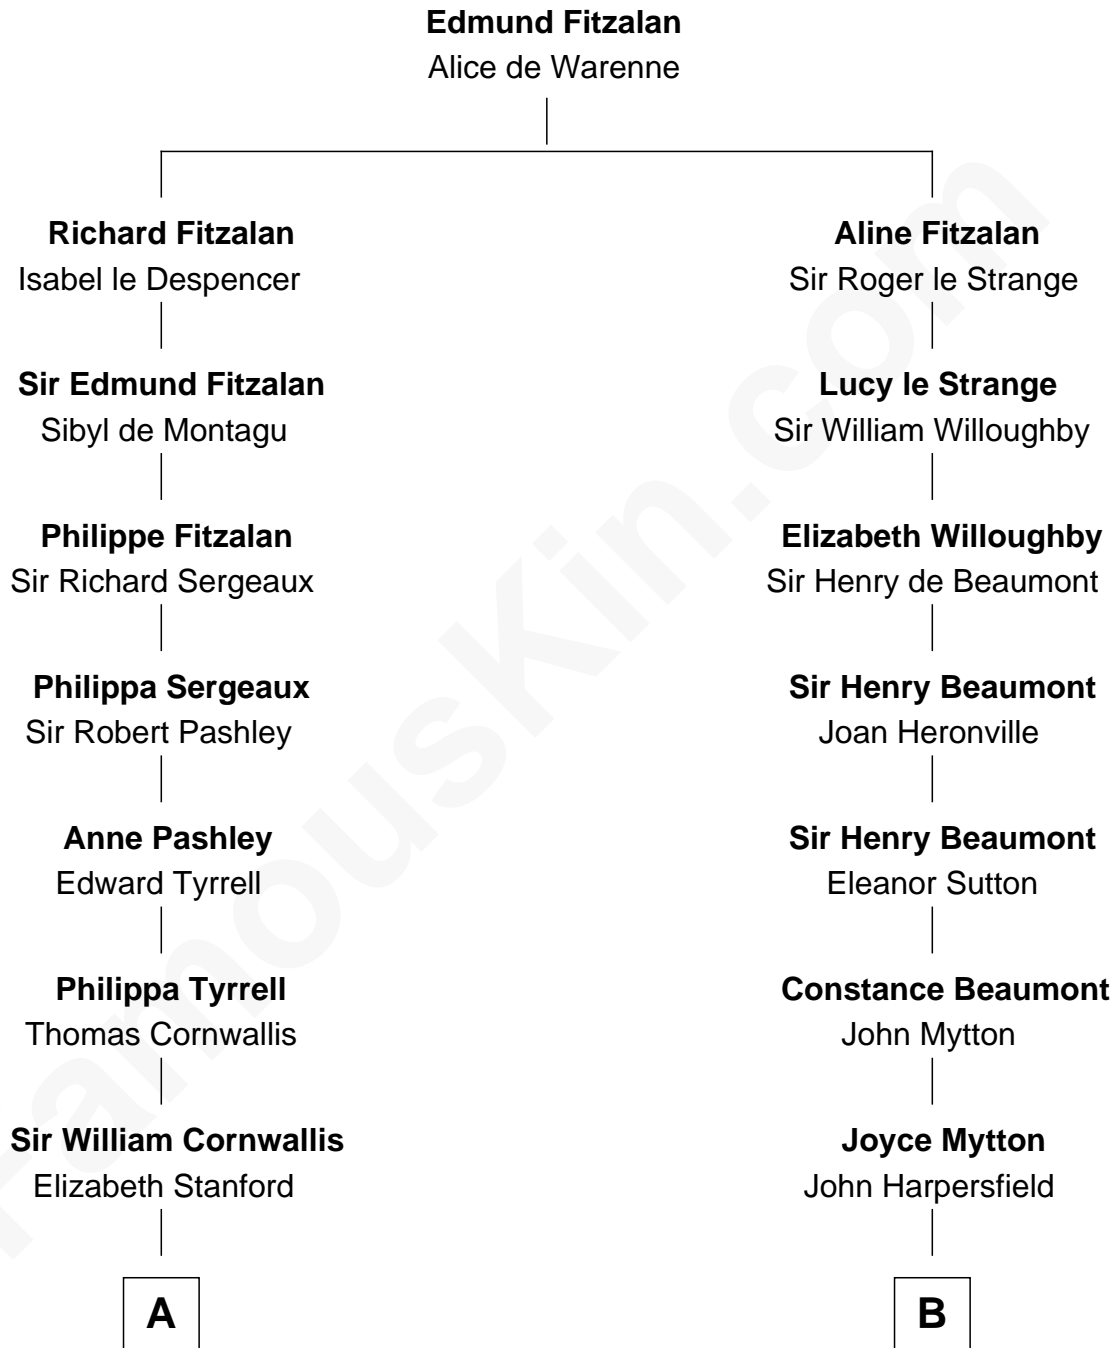 Edmund Fitzalan
Alice de Warenne
Richard Fitzalan
Isabel le Despencer
Aline Fitzalan
Sir Roger le Strange
Sir Edmund Fitzalan
Sibyl de Montagu
Lucy le Strange
Sir William Willoughby
Philippe Fitzalan
Sir Richard Sergeaux
Elizabeth Willoughby
Sir Henry de Beaumont
Philippa Sergeaux
Sir Robert Pashley
Sir Henry Beaumont
Joan Heronville
Anne Pashley
Edward Tyrrell
Sir Henry Beaumont
Eleanor Sutton
Philippa Tyrrell
Thomas Cornwallis
Constance Beaumont
John Mytton
Sir William Cornwallis
Elizabeth Stanford
Joyce Mytton
John Harpersfield
A
B
FamousKin.com